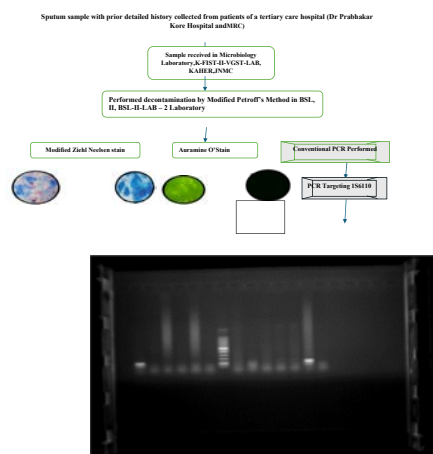 Sputum sample with prior detailed history collected from patients of a tertiary care hospital (Dr Prabhakar
Kore Hospital andMRC)
Sample received in Microbiology
Laboratory,K-FIST-II-VGST-LAB,
KAHER,JNMC
Performed decontamination by Modified Petroff's Method in BSL,
II, BSL-II-LAB – 2 Laboratory
Modified Ziehl Neelsen stain
Auramine O'Stain
Conventional PCR Performed
PCR Targeting 1S6110